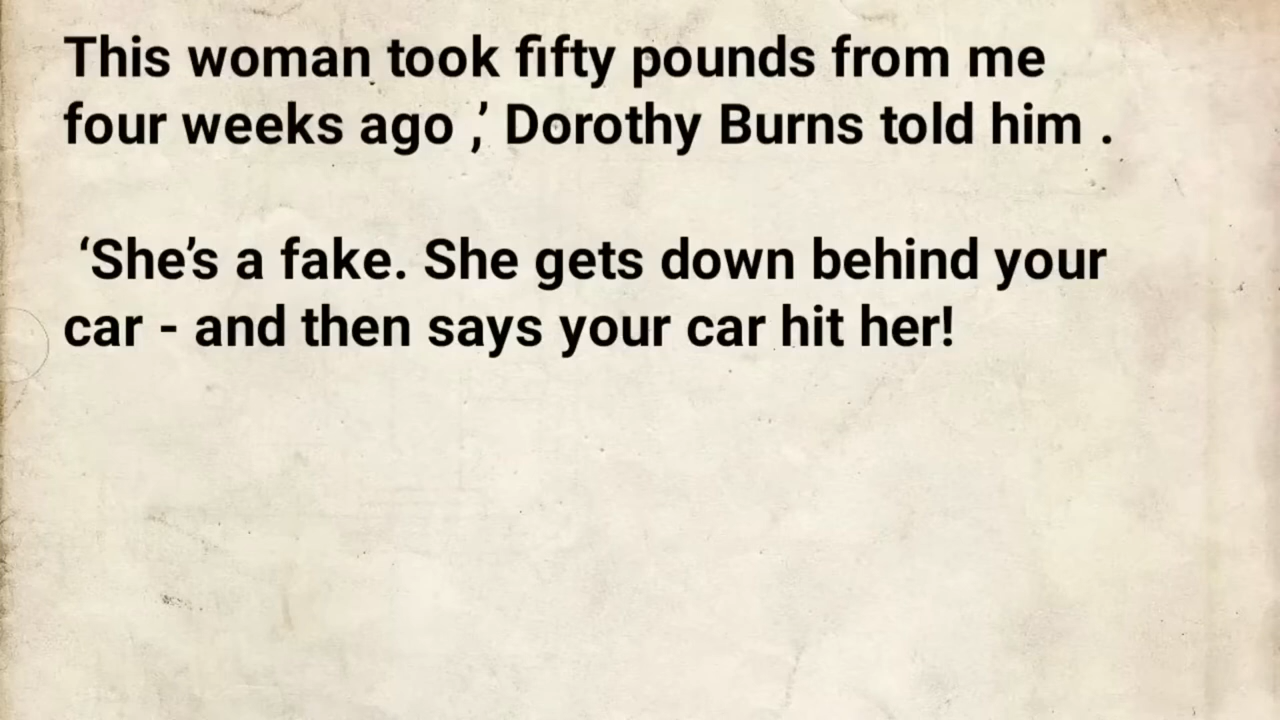 This woman took fifty pounds from me
four weeks ago ,’ Dorothy Burns told him .
‘She’s a fake. She gets down behind your
car - and then says your car hit her!